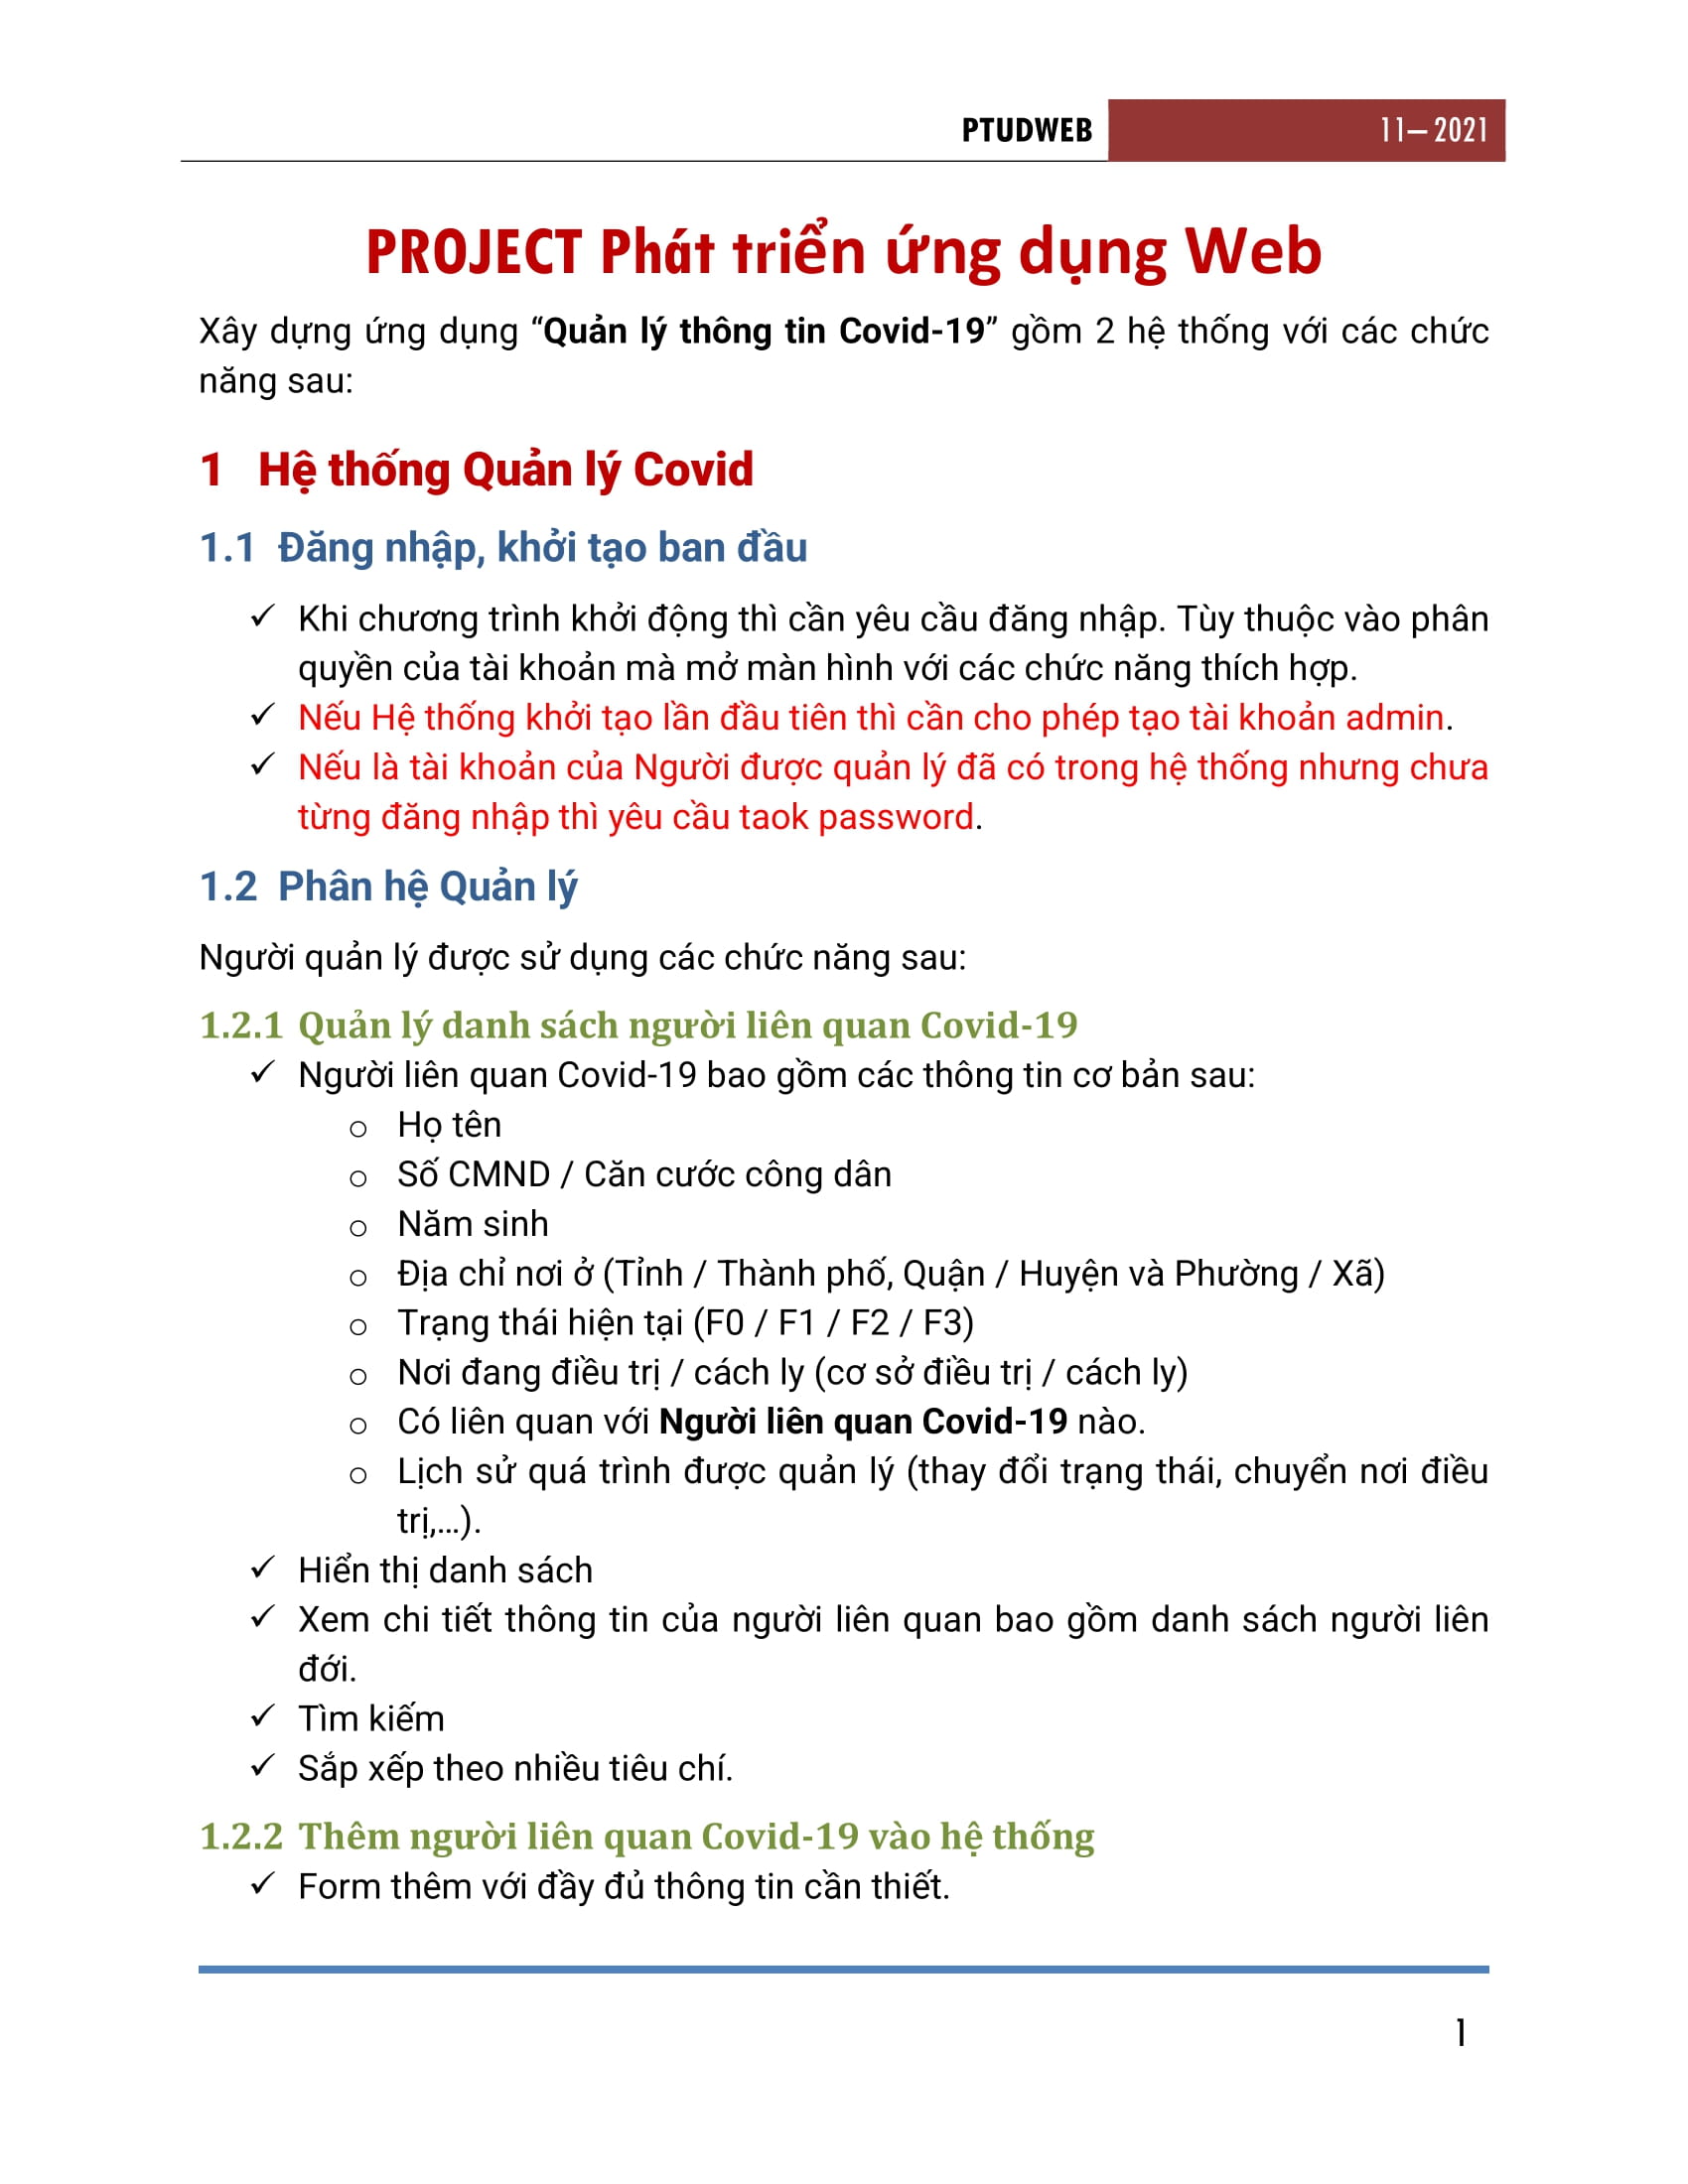 PTUDWEB 11– 2021
PROJECT Phát triển ứng dụng Web
Xây dựng ứng dụng “Quản lý thông tin Covid-19” gồm 2 hệ thống với các chức
năng sau:
1 Hệ thống Quản lý Covid
1.1 Đăng nhập, khởi tạo ban đầu
✓ Khi chương trình khởi động thì cần yêu cầu đăng nhập. Tùy thuộc vào phân
quyền của tài khoản mà mở màn hình với các chức năng thích hợp.
✓ Nếu Hệ thống khởi tạo lần đầu tiên thì cần cho phép tạo tài khoản admin.
✓ Nếu là tài khoản của Người được quản lý đã có trong hệ thống nhưng chưa
từng đăng nhập thì yêu cầu taok password.
1.2 Phân hệ Quản lý
Người quản lý được sử dụng các chức năng sau:
1.2.1 Quản lý danh sách người liên quan Covid-19
✓ Người liên quan Covid-19 bao gồm các thông tin cơ bản sau:
o Họ tên
o Số CMND / Căn cước công dân
o Năm sinh
o Địa chỉ nơi ở (Tỉnh / Thành phố, Quận / Huyện và Phường / Xã)
o Trạng thái hiện tại (F0 / F1 / F2 / F3)
o Nơi đang điều trị / cách ly (cơ sở điều trị / cách ly)
o Có liên quan với Người liên quan Covid-19 nào.
o Lịch sử quá trình được quản lý (thay đổi trạng thái, chuyển nơi điều
trị,...).
✓ Hiển thị danh sách
✓ Xem chi tiết thông tin của người liên quan bao gồm danh sách người liên
đới.
✓ Tìm kiếm
✓ Sắp xếp theo nhiều tiêu chí.
1.2.2 Thêm người liên quan Covid-19 vào hệ thống
✓ Form thêm với đầy đủ thông tin cần thiết.
1